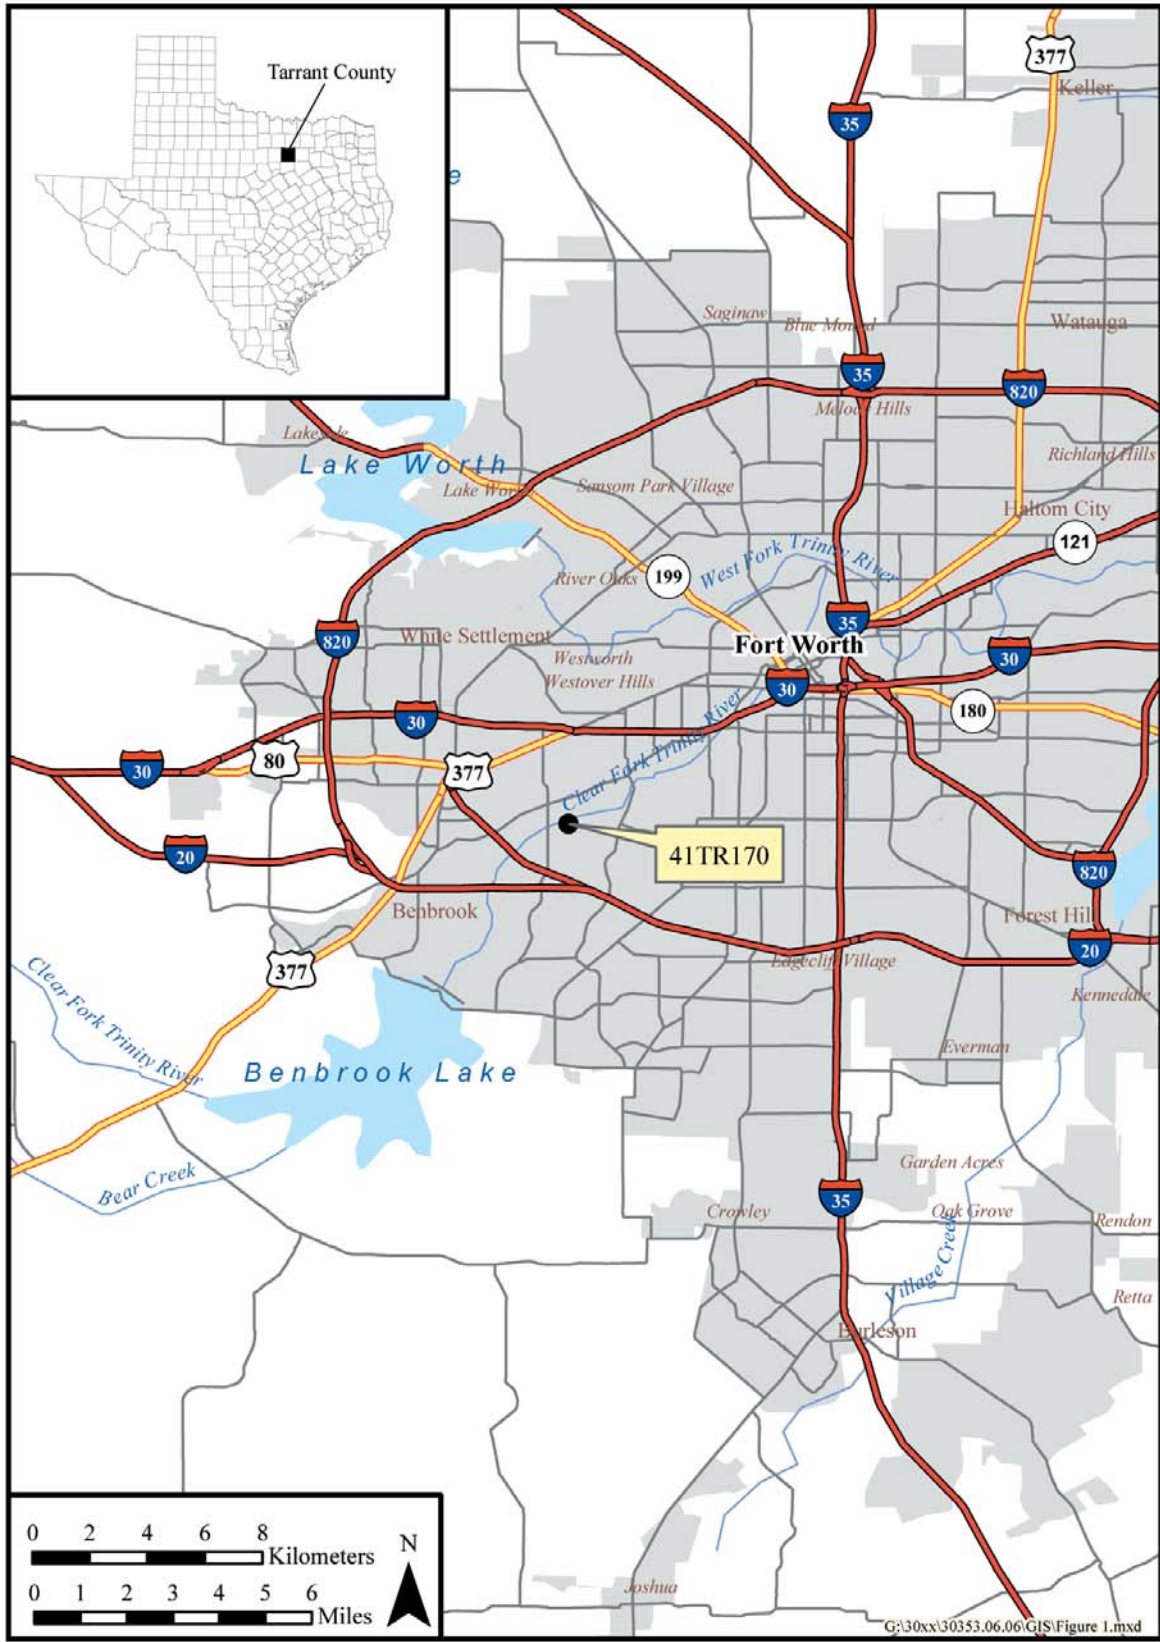 Tarrant County
e
377
Keller
35
Saginaw
Blue Mound
Watauga
35
820
Melody Hills
Lakeside
Lake Worth
Richland Hills
Lake Worth
Sansom Park Village
Haltom City
121
West Fork Trinity River
River Oaks
199
820
White Settlement
35
Fort Worth
30
Westworth
Westover Hills
30
30
180
Clear Fork Trinity River
80
377
30
41TR170
20
820
Benbrook
Forest Hill
20
Edgecliff Village
377
Clear Fork Trinity River
Kennedale
Everman
Benbrook Lake
Bear Creek
Garden Acres
35
Crowley
Oak Grove
Rendon
Village Creek
Retta
Burleson
0 2 4 6 8
Kilometers
N
0 1 2 3 4 5 6
Miles
Joshua
G:\30xx\30353.06.06\GIS\Figure 1.mxd